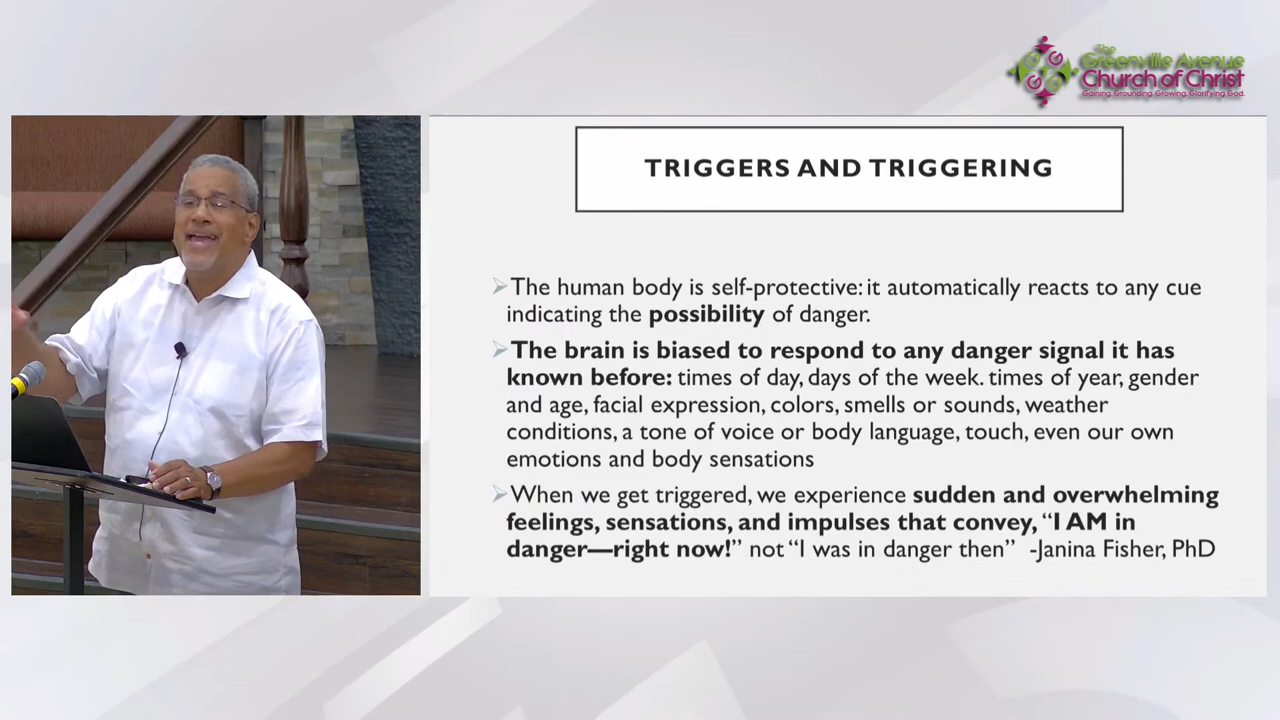 The
Greenville Avenue
Church of Christ
Gaining. Grounding. Growing. Glorifying God.
TRIGGERS AND TRIGGERING
➢The human body is self-protective: it automatically reacts to any cue
indicating the possibility of danger.
➢The brain is biased to respond to any danger signal it has
known before: times of day, days of the week. times of year, gender
and age, facial expression, colors, smells or sounds, weather
conditions, a tone of voice or body language, touch, even our own
emotions and body sensations
➢When we get triggered, we experience sudden and overwhelming
feelings, sensations, and impulses that convey, “I AM in
danger—right now!” not “I was in danger then” -Janina Fisher, PhD